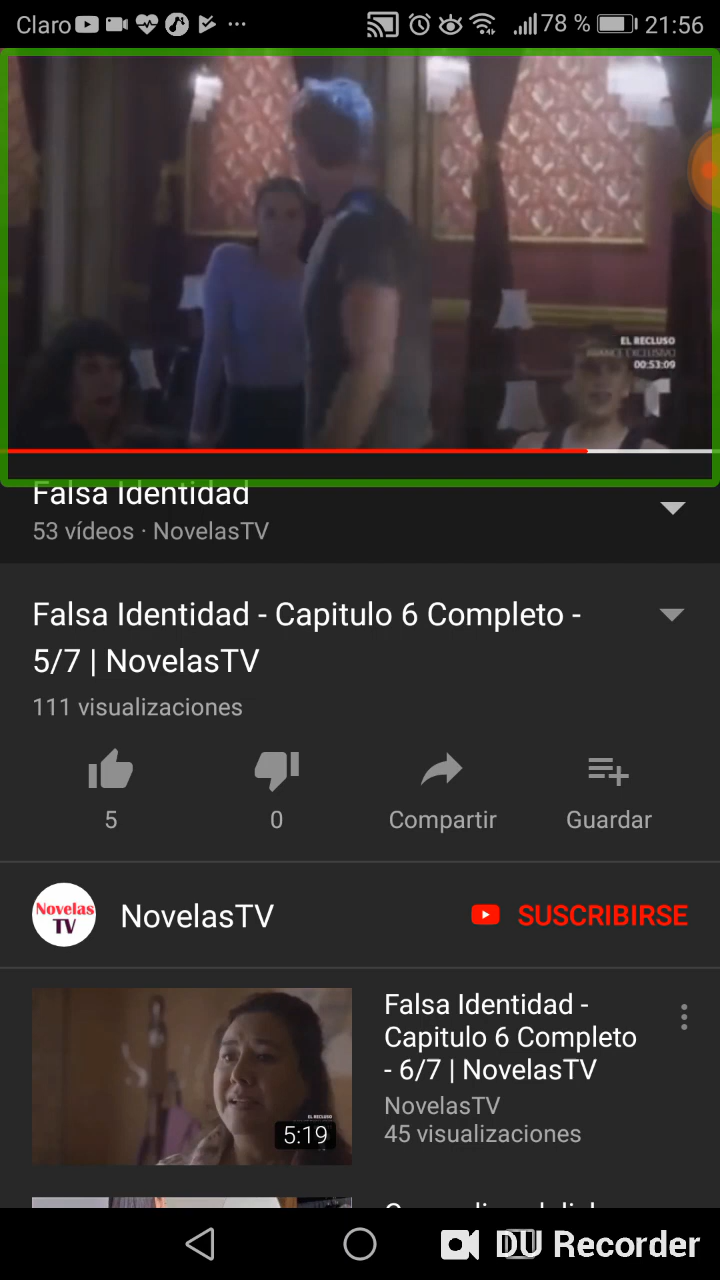 Claro 78 % 21:56
EL RECLUSO
AVANCE EXCLUSIVO
00:53:09
Falsa Identidad
53 vídeos · NovelasTV
Falsa Identidad - Capitulo 6 Completo -
5/7 | NovelasTV
111 visualizaciones
5 0 Compartir Guardar
Novelas
TV
NovelasTV SUSCRIBIRSE
Falsa Identidad -
Capitulo 6 Completo
- 6/7 | NovelasTV
NovelasTV
45 visualizaciones
EL RECLUSO
5:19
DU Recorder